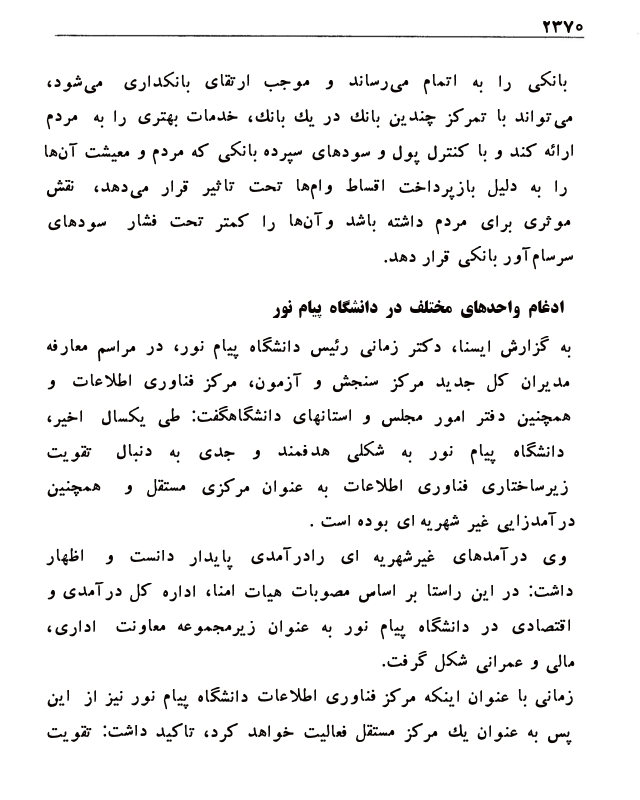 ۲۳۷۰
بانکی را به اتمام می‌رساند و موجب ارتقای بانکداری می‌شود،
می‌تواند با تمرکز چندین بانك در یك بانك، خدمات بهتری را به مردم
ارائه کند و با کنترل پول و سودهای سپرده بانکی که مردم و معیشت آن‌ها
را به دلیل بازپرداخت اقساط وام‌ها تحت تاثیر قرار می‌دهد، نقش
موثری برای مردم داشته باشد وآن‌ها را کمتر تحت فشار سودهای
سرسام‌آور بانکی قرار دهد.
ادغام واحدهای مختلف در دانشگاه پیام نور
به گزارش ایسنا، دکتر زمانی رئیس دانشگاه پیام نور، در مراسم معارفه
مدیران کل جدید مرکز سنجش و آزمون، مرکز فناوری اطلاعات و
همچنین دفتر امور مجلس و استانهای دانشگاهگفت: طی یکسال اخیر،
دانشگاه پیام نور به شکلی هدفمند و جدی به دنبال تقویت
زیرساختاری فناوری اطلاعات به عنوان مرکزی مستقل و همچنین
درآمدزایی غیر شهریه ای بوده است .
وی درآمدهای غیرشهریه ای رادرآمدی پایدار دانست و اظهار
داشت: در این راستا بر اساس مصوبات هیات امنا، اداره کل درآمدی و
اقتصادی در دانشگاه پیام نور به عنوان زیرمجموعه معاونت اداری،
مالی و عمرانی شکل گرفت.
زمانی با عنوان اینکه مرکز فناوری اطلاعات دانشگاه پیام نور نیز از این
پس به عنوان یك مرکز مستقل فعالیت خواهد کرد، تاکید داشت: تقویت